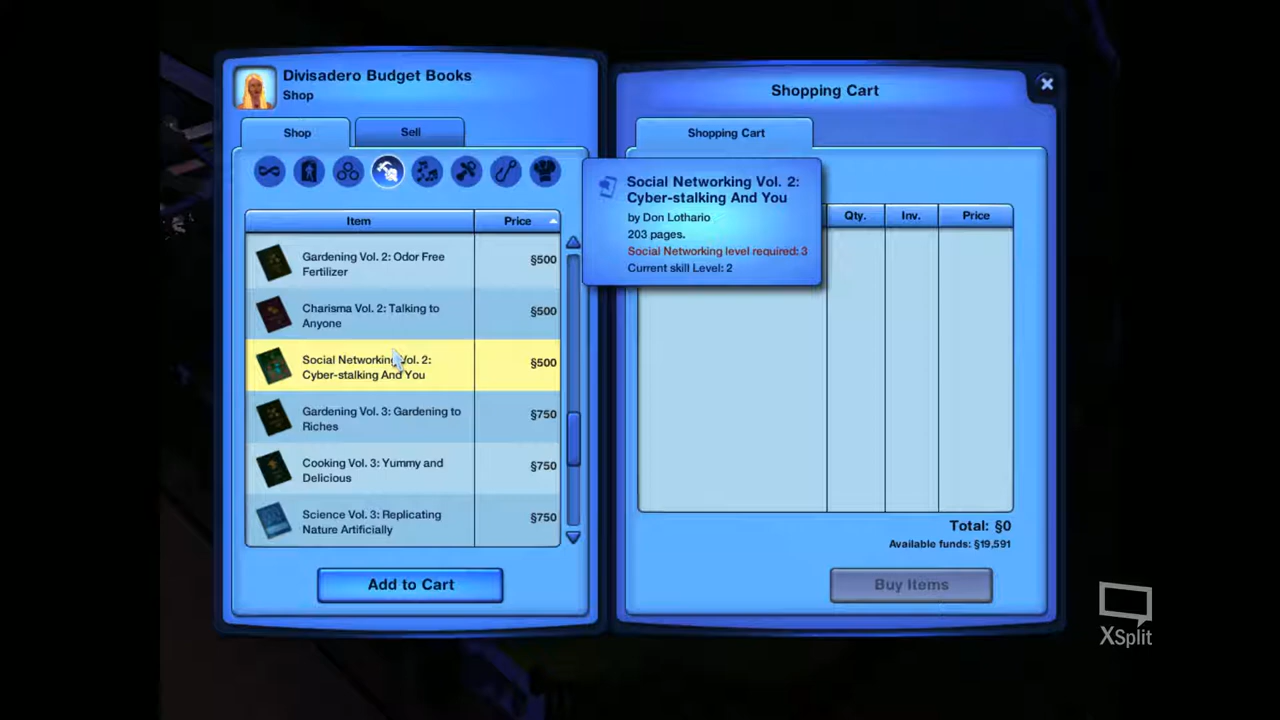 Divisadero Budget Books
Shop
Shop
Sell
Item
Price
Gardening Vol. 2: Odor Free
Fertilizer
§500
Charisma Vol. 2: Talking to
Anyone
§500
Social Networking Vol. 2:
Cyber-stalking And You
§500
Gardening Vol. 3: Gardening to
Riches
§750
Cooking Vol. 3: Yummy and
Delicious
§750
Science Vol. 3: Replicating
Nature Artificially
§750
Add to Cart
Social Networking Vol. 2:
Cyber-stalking And You
by Don Lothario
203 pages.
Social Networking level required: 3
Current skill Level: 2
Shopping Cart
Shopping Cart
Qty.
Inv.
Price
Total: §0
Available funds: §19,591
Buy Items
XSplit